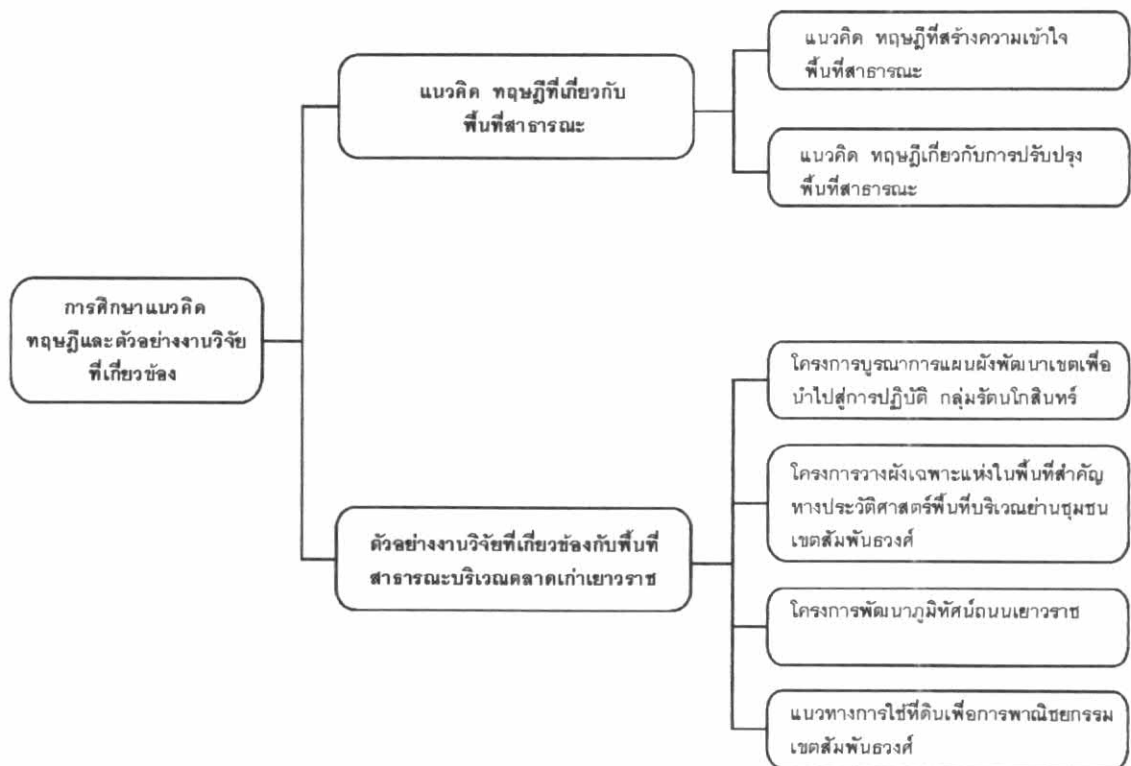 แนวคิด ทฤษฎีที่สร้างความเข้าใจ
พื้นที่สาธารณะ
แนวคิด ทฤษฎีที่เกี่ยวกับ
พื้นที่สาธารณะ
แนวคิด ทฤษฎีเกี่ยวกับการปรับปรุง
พื้นที่สาธารณะ
การศึกษาแนวคิด
ทฤษฎีและตัวอย่างงานวิจัย
ที่เกี่ยวข้อง
โครงการบูรณาการแผนผังพัฒนาเขตเพื่อ
นำไปสู่การปฏิบัติ กลุ่มรัตนโกสินทร์
โครงการวางผังเฉพาะแห่งในพื้นที่สำคัญ
ทางประวัติศาสตร์พื้นที่บริเวณย่านชุมชน
เขตสัมพันธวงศ์
ตัวอย่างงานวิจัยที่เกี่ยวข้องกับพื้นที่
สาธารณะบริเวณตลาดเก่าเยาวราช
โครงการพัฒนาภูมิทัศน์ถนนเยาวราช
แนวทางการใช้ที่ดินเพื่อการพาณิชยกรรม
เขตสัมพันธวงศ์